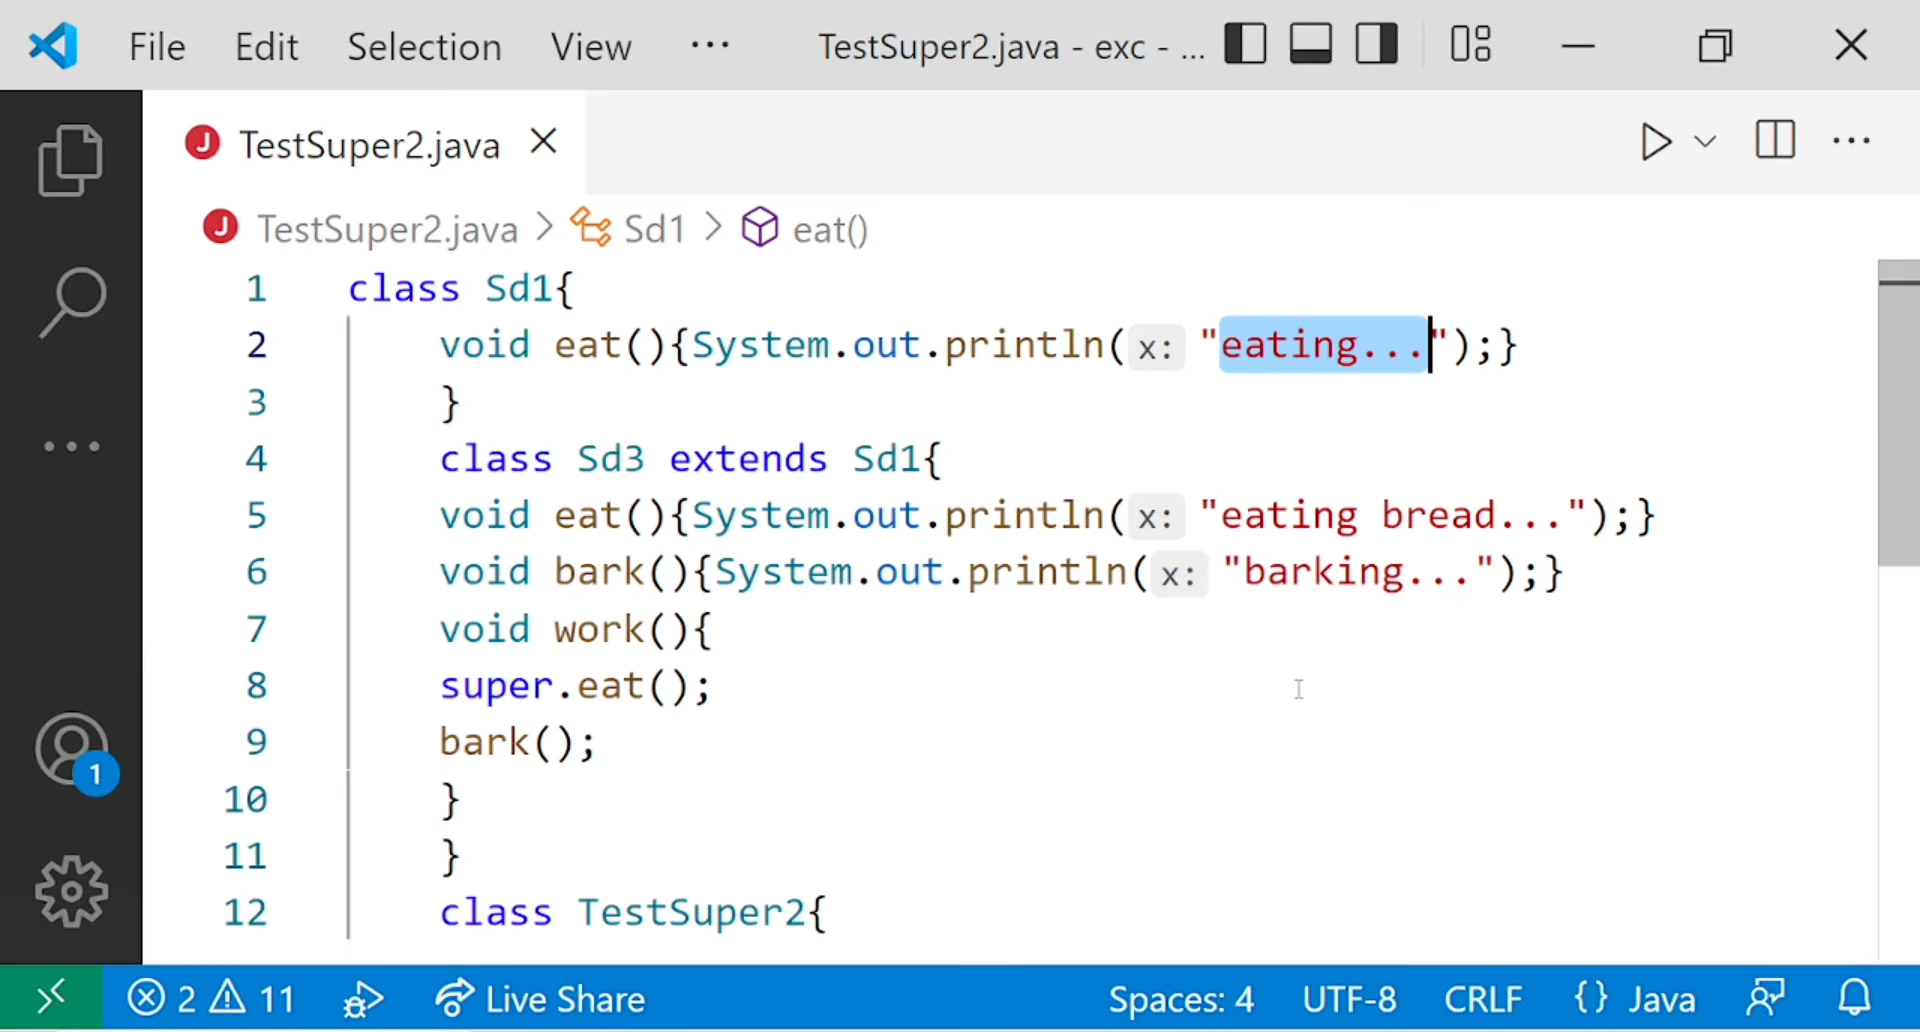 File Edit Selection View ··· TestSuper2.java - exc - ...
J TestSuper2.java
J TestSuper2.java > Sd1 > eat()
1 class Sd1{
2 void eat(){System.out.println(x: "eating...");}
3 }
4 class Sd3 extends Sd1{
5 void eat(){System.out.println(x: "eating bread...");}
6 void bark(){System.out.println(x: "barking...");}
7 void work(){
8 super.eat();
9 bark();
10 }
11 }
12 class TestSuper2{
1
2 11 Live Share Spaces: 4 UTF-8 CRLF {} Java